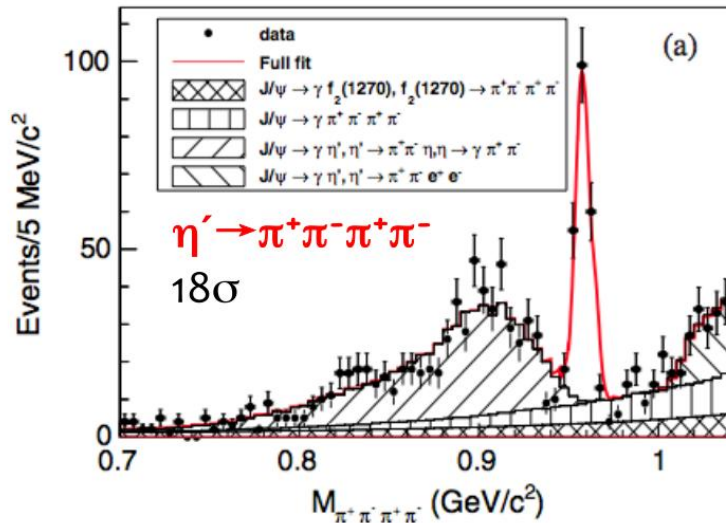 (a)
data
Full fit
J/ψ → γ f₂(1270), f₂(1270) → π⁺π⁻ π⁺ π⁻
J/ψ → γ π⁺ π⁻ π⁺ π⁻
J/ψ → γ η', η' → π⁺π⁻ η, η → γ π⁺ π⁻
J/ψ → γ η', η' → π⁺ π⁻ e⁺ e⁻
η´→π⁺π⁻π⁺π⁻
18σ
Events/5 MeV/c²
100
50
0
0.7 0.8 0.9 1
M_π⁺ π⁻ π⁺ π⁻ (GeV/c²)